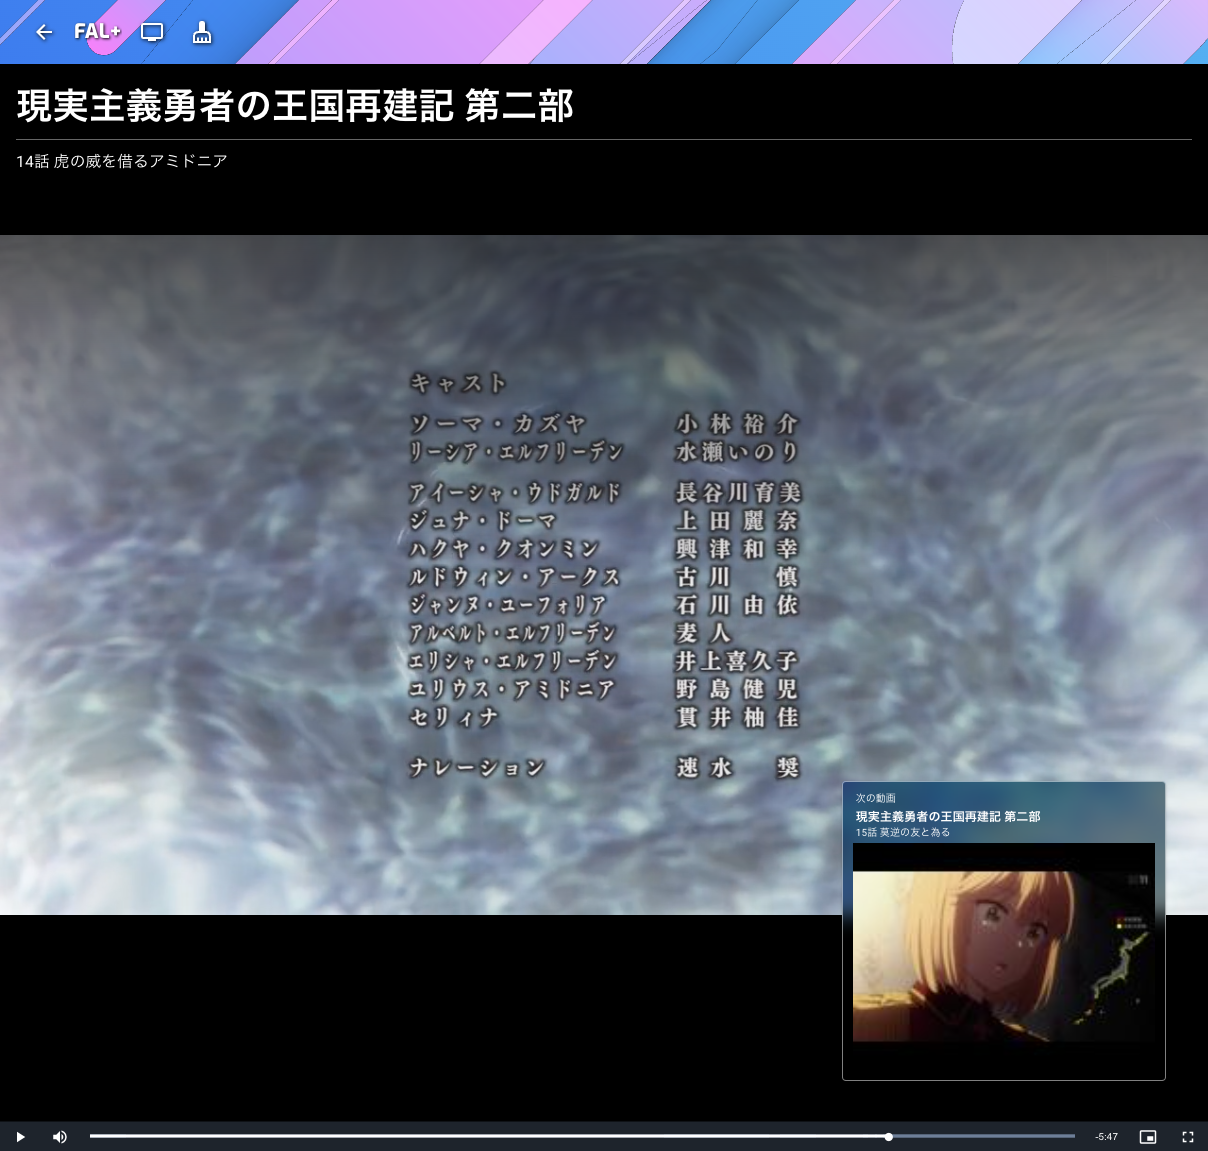 FAL+
現実主義勇者の王国再建記 第二部
14話 虎の威を借るアミドニア
キャスト
ソーマ・カズヤ 小林裕介
リーシア・エルフリーデン 水瀬いのり
アイーシャ・ウドガルド 長谷川育美
ジュナ・ドーマ 上田麗奈
ハクヤ・クオンミン 興津和幸
ルドウィン・アークス 古川 慎
ジャンヌ・ユーフォリア 石川由依
アルベルト・エルフリーデン 麦人
エリシャ・エルフリーデン 井上喜久子
ユリウス・アミドニア 野島健児
セリィナ 貫井柚佳
ナレーション 速水 奨
次の動画
現実主義勇者の王国再建記 第二部
15話 莫逆の友と為る
-5:47